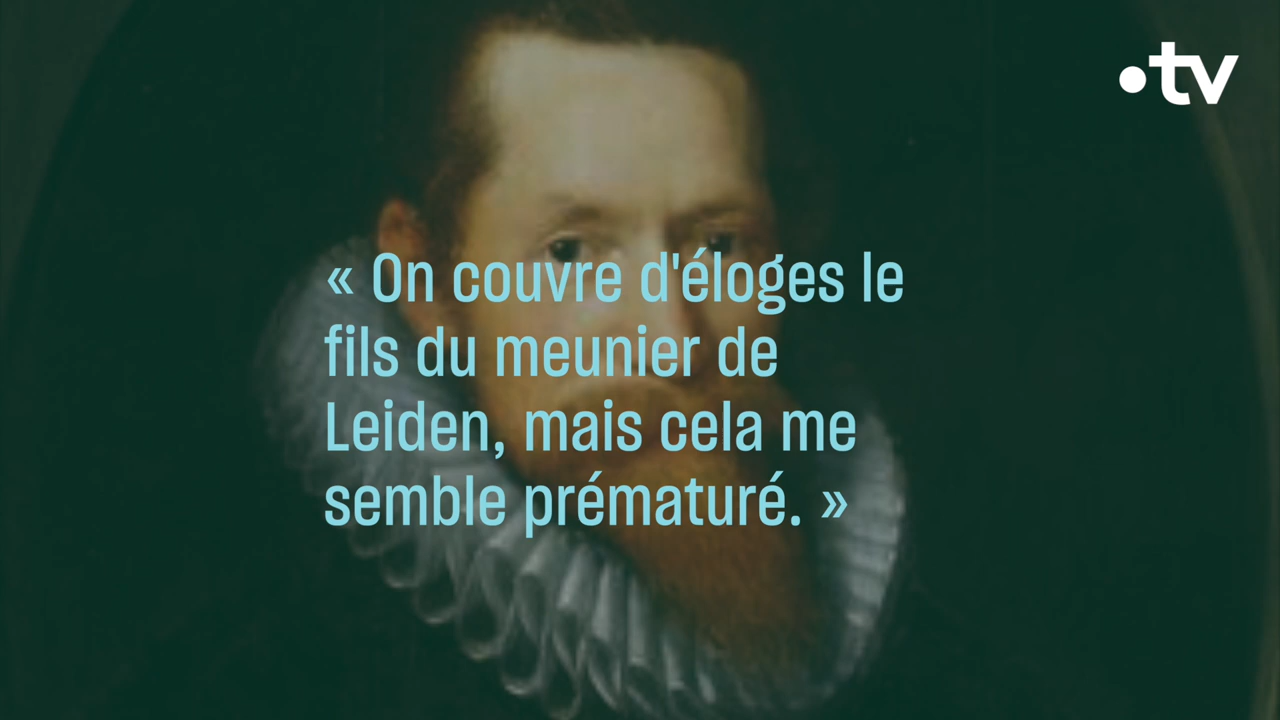 .tv
« On couvre d'éloges le
fils du meunier de
Leiden, mais cela me
semble prématuré. »